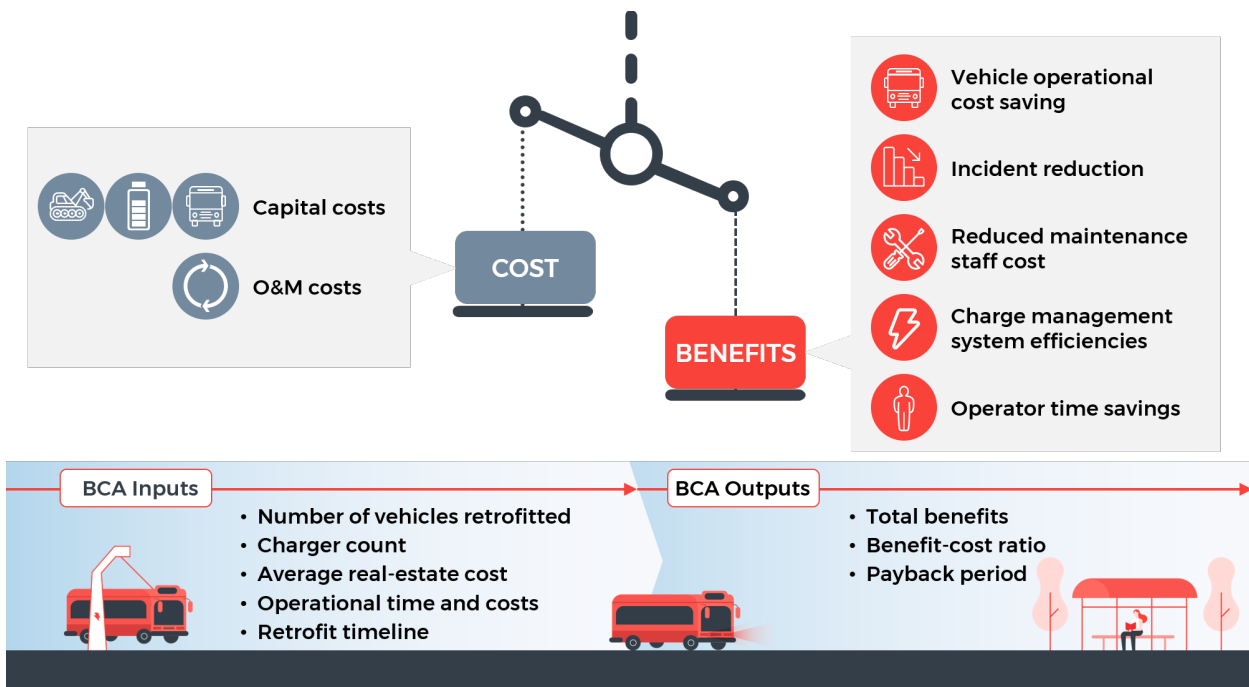 Capital costs
O&M costs
COST
BENEFITS
Vehicle operational
cost saving
Incident reduction
Reduced maintenance
staff cost
Charge management
system efficiencies
Operator time savings
BCA Inputs
• Number of vehicles retrofitted
• Charger count
• Average real-estate cost
• Operational time and costs
• Retrofit timeline
BCA Outputs
• Total benefits
• Benefit-cost ratio
• Payback period